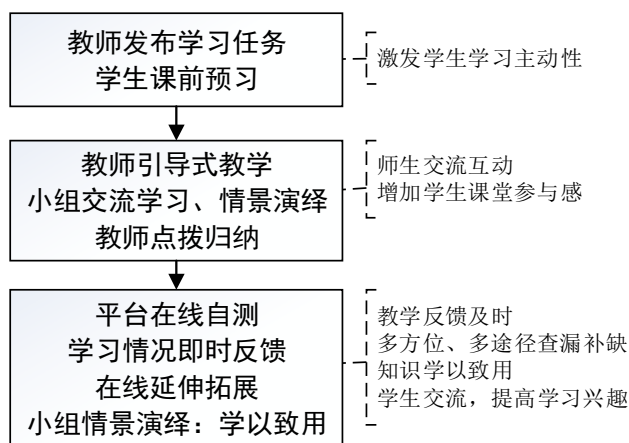 教师发布学习任务
学生课前预习
激发学生学习主动性
教师引导式教学
小组交流学习、情景演绎
教师点拨归纳
师生交流互动
增加学生课堂参与感
平台在线自测
学习情况即时反馈
在线延伸拓展
小组情景演绎：学以致用
教学反馈及时
多方位、多途径查漏补缺
知识学以致用
学生交流，提高学习兴趣